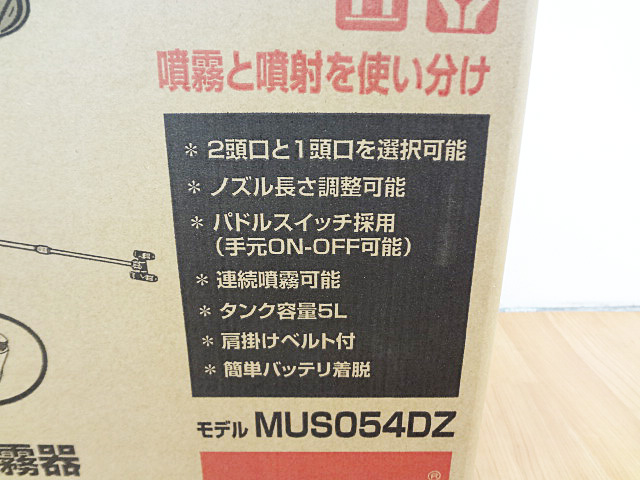 噴霧と噴射を使い分け
* 2頭口と1頭口を選択可能
* ノズル長さ調整可能
* パドルスイッチ採用
(手元ON-OFF可能)
* 連続噴霧可能
* タンク容量5L
* 肩掛けベルト付
* 簡単バッテリ着脱
モデル MUS054DZ
霧器
®